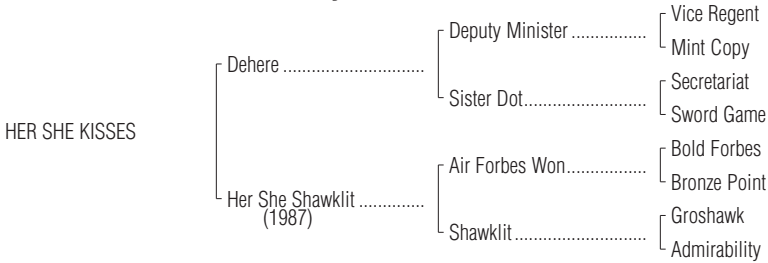 Vice Regent
Deputy Minister .................
Mint Copy
Dehere ............................
Secretariat
Sister Dot..........................
Sword Game
HER SHE KISSES
Bold Forbes
Air Forbes Won.................
Bronze Point
Her She Shawklit .............
(1987)
Groshawk
Shawklit ...........................
Admirability